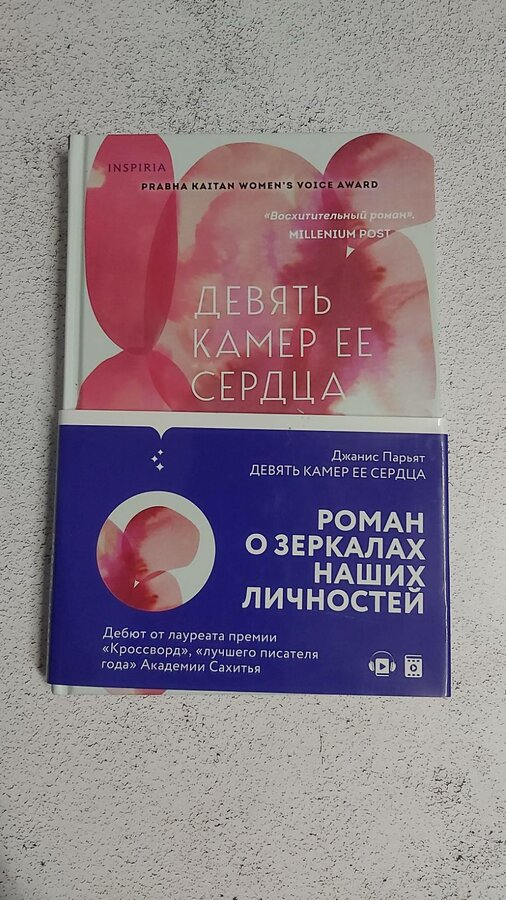 INSPIRIA
PRABHA KAITAN WOMEN'S VOICE AWARD
«Восхитительный роман».
MILLENIUM POST
ДЕВЯТЬ
КАМЕР ЕЕ
СЕРДЦА
Джанис Парьят
ДЕВЯТЬ КАМЕР ЕЕ СЕРДЦА
РОМАН
О ЗЕРКАЛАХ
НАШИХ
ЛИЧНОСТЕЙ
Дебют от лауреата премии
«Кроссворд», «лучшего писателя
года» Академии Сахитья